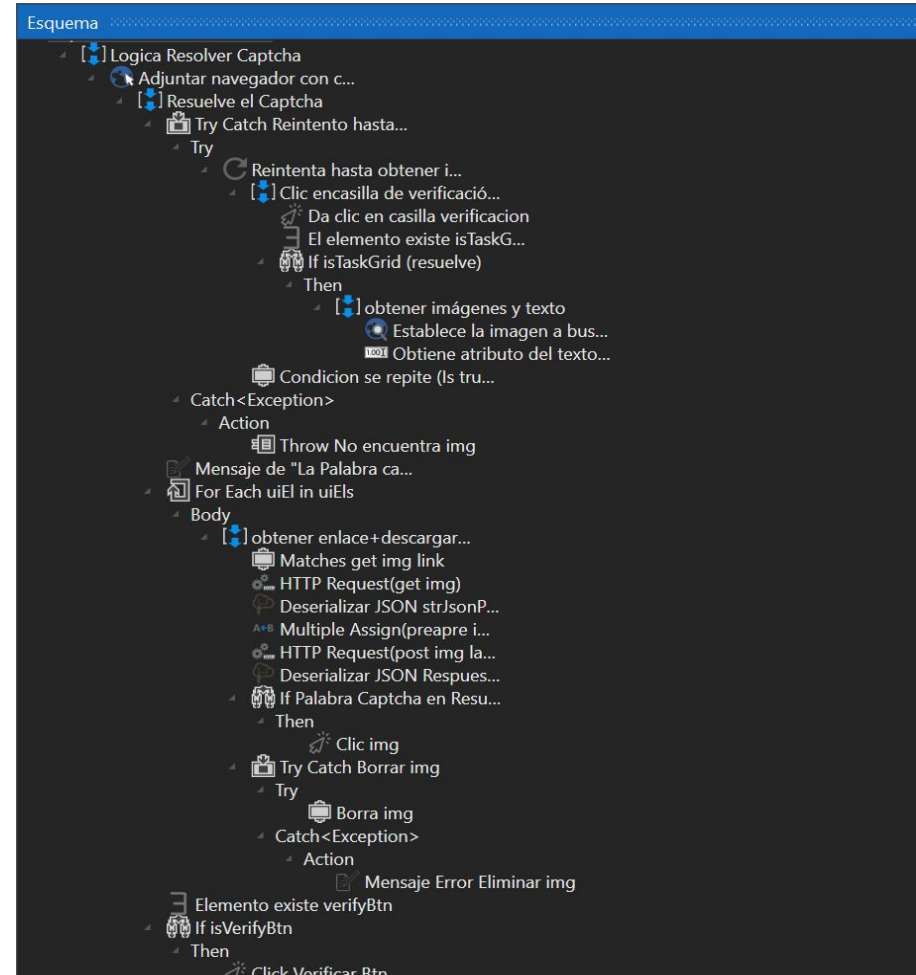 Esquema
Logica Resolver Captcha
Adjuntar navegador con c...
Resuelve el Captcha
Try Catch Reintento hasta...
Try
Reintenta hasta obtener i...
Clic encasilla de verificació...
Da clic en casilla verificacion
El elemento existe isTaskG...
If isTaskGrid (resuelve)
Then
obtener imágenes y texto
Establece la imagen a bus...
Obtiene atributo del texto...
Condicion se repite (Is tru...
Catch<Exception>
Action
Throw No encuentra img
Mensaje de "La Palabra ca...
For Each uiEl in uiEls
Body
obtener enlace+descargar...
Matches get img link
HTTP Request(get img)
Deserializar JSON strJsonP...
A←B Multiple Assign(preapre i...
HTTP Request(post img la...
Deserializar JSON Respues...
If Palabra Captcha en Resu...
Then
Clic img
Try Catch Borrar img
Try
Borra img
Catch<Exception>
Action
Mensaje Error Eliminar img
Elemento existe verifyBtn
If isVerifyBtn
Then
Click Verificar Btn